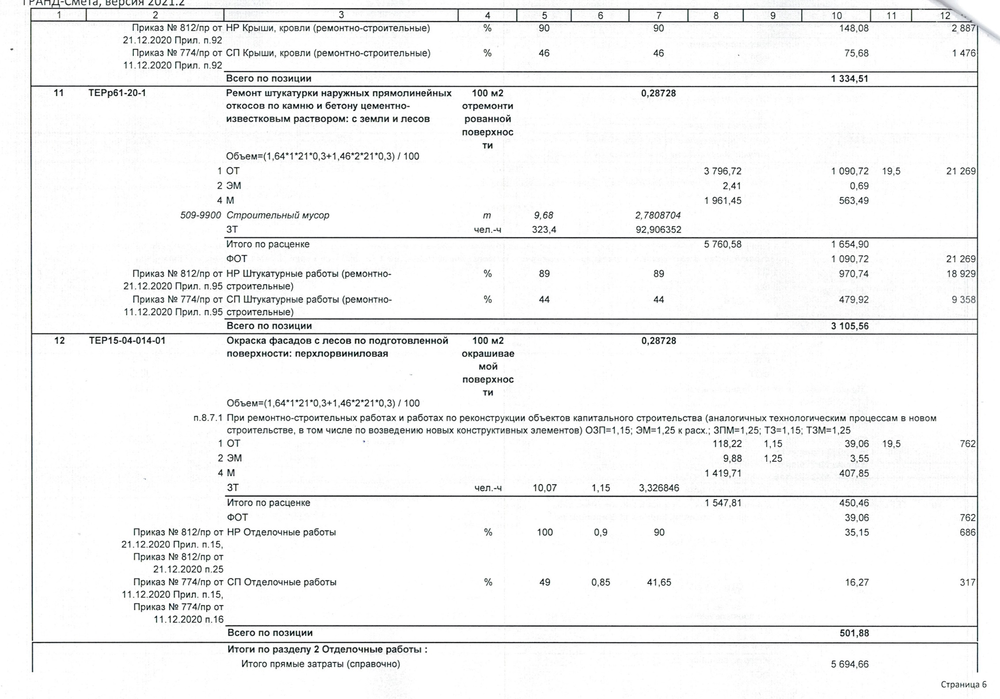 ГРАНД-Смета, версия 2021.2
1 2 3 4 5 6 7 8 9 10 11 12
Приказ № 812/пр от НР Крыши, кровли (ремонтно-строительные) % 90 90 148,08 2 887
21.12.2020 Прил. п.92
Приказ № 774/пр от СП Крыши, кровли (ремонтно-строительные) % 46 46 75,68 1 476
11.12.2020 Прил. п.92
Всего по позиции 1 334,51
11 ТЕРр61-20-1 Ремонт штукатурки наружных прямолинейных 100 м2 0,28728
откосов по камню и бетону цементно- отремонти
известковым раствором: с земли и лесов рованной
поверхнос
ти
Объем=(1,64*1*21*0,3+1,46*2*21*0,3) / 100
1 ОТ 3 796,72 1 090,72 19,5 21 269
2 ЭМ 2,41 0,69
4 М 1 961,45 563,49
509-9900 Строительный мусор т 9,68 2,7808704
ЗТ чел.-ч 323,4 92,906352
Итого по расценке 5 760,58 1 654,90
ФОТ 1 090,72 21 269
Приказ № 812/пр от НР Штукатурные работы (ремонтно- % 89 89 970,74 18 929
21.12.2020 Прил. п.95 строительные)
Приказ № 774/пр от СП Штукатурные работы (ремонтно- % 44 44 479,92 9 358
11.12.2020 Прил. п.95 строительные)
Всего по позиции 3 105,56
12 ТЕР15-04-014-01 Окраска фасадов с лесов по подготовленной 100 м2 0,28728
поверхности: перхлорвиниловая окрашивае
мой
поверхнос
ти
Объем=(1,64*1*21*0,3+1,46*2*21*0,3) / 100
п.8.7.1 При ремонтно-строительных работах и работах по реконструкции объектов капитального строительства (аналогичных технологическим процессам в новом
строительстве, в том числе по возведению новых конструктивных элементов) ОЗП=1,15; ЭМ=1,25 к расх.; ЗПМ=1,25; ТЗ=1,15; ТЗМ=1,25
1 ОТ 118,22 1,15 39,06 19,5 762
2 ЭМ 9,88 1,25 3,55
4 М 1 419,71 407,85
ЗТ чел.-ч 10,07 1,15 3,326846
Итого по расценке 1 547,81 450,46
ФОТ 39,06 762
Приказ № 812/пр от НР Отделочные работы % 100 0,9 90 35,15 686
21.12.2020 Прил. п.15,
Приказ № 812/пр от
21.12.2020 п.25
Приказ № 774/пр от СП Отделочные работы % 49 0,85 41,65 16,27 317
11.12.2020 Прил. п.15,
Приказ № 774/пр от
11.12.2020 п.16
Всего по позиции 501,88
Итоги по разделу 2 Отделочные работы :
Итого прямые затраты (справочно) 5 694,66
Страница 6